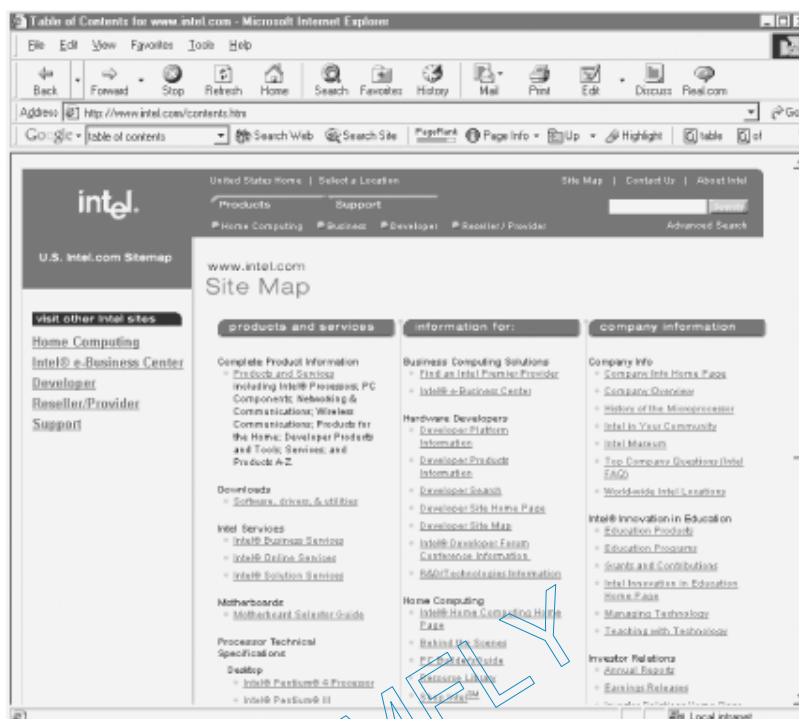 Table of Contents for www.intel.com - Microsoft Internet Explorer
File Edit View Favorites Tools Help
Back Forward Stop Refresh Home Search Favorites History Mail Print Edit Discuss Real.com
Address http://www.intel.com/contents.htm Go
Google table of contents Search Web Search Site PageRank Page Info Up Highlight table of
intel.
United States Home | Select a Location
Site Map | Contact Us | About Intel
Products Support
Search
Home Computing Business Developer Reseller / Provider
Advanced Search
U.S. Intel.com Sitemap
www.intel.com
Site Map
visit other Intel sites
Home Computing
Intel® e-Business Center
Developer
Reseller/Provider
Support
products and services
Complete Product Information
Products and Services
including Intel® Processors; PC
Components; Networking &
Communications; Wireless
Communications; Products for
the Home; Developer Products
and Tools; Services; and
Products A-Z
Downloads
Software, drivers, & utilities
Intel Services
Intel® Business Services
Intel® Online Services
Intel® Solution Services
Motherboards
Motherboard Selector Guide
Processor Technical
Specifications
Desktop
Intel® Pentium® 4 Processor
Intel® Pentium® III
information for:
Business Computing Solutions
Find an Intel Premier Provider
Intel® e-Business Center
Hardware Developers
Developer Platform
Information
Developer Products
Information
Developer Search
Developer Site Home Page
Developer Site Map
Intel® Developer Forum
Conference Information
R&D/Technologies Information
Home Computing
Intel® Home Computing Home
Page
Behind the Scenes
PC Builders Guide
Resource Library
Shop Intel™
company information
Company Info
Company Info Home Page
Company Overview
History of the Microprocessor
Intel in Your Community
Intel Museum
Top Company Questions (Intel
FAQ)
Worldwide Intel Locations
Intel® Innovation in Education
Education Products
Education Programs
Grants and Contributions
Intel Innovation in Education
Home Page
Managing Technology
Teaching with Technology
Investor Relations
Annual Reports
Earnings Releases
Investor Relations Home Page
Local intranet
MFLY